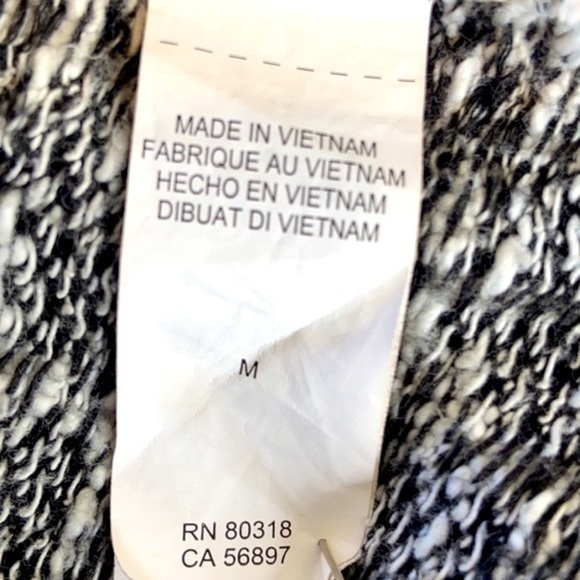 MADE IN VIETNAM
FABRIQUE AU VIETNAM
HECHO EN VIETNAM
DIBUAT DI VIETNAM
M
RN 80318
CA 56897